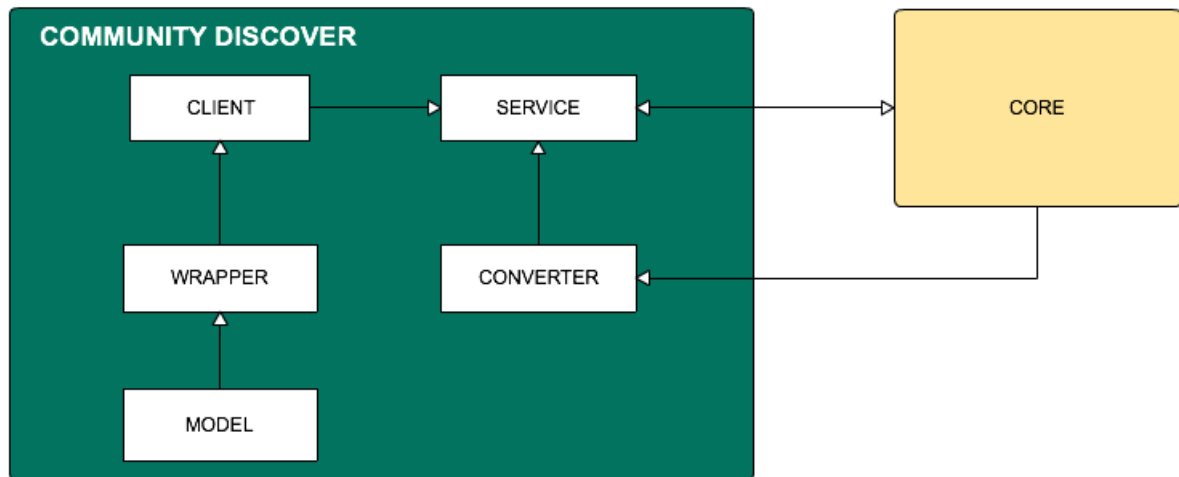 COMMUNITY DISCOVER
CLIENT
SERVICE
CORE
WRAPPER
CONVERTER
MODEL